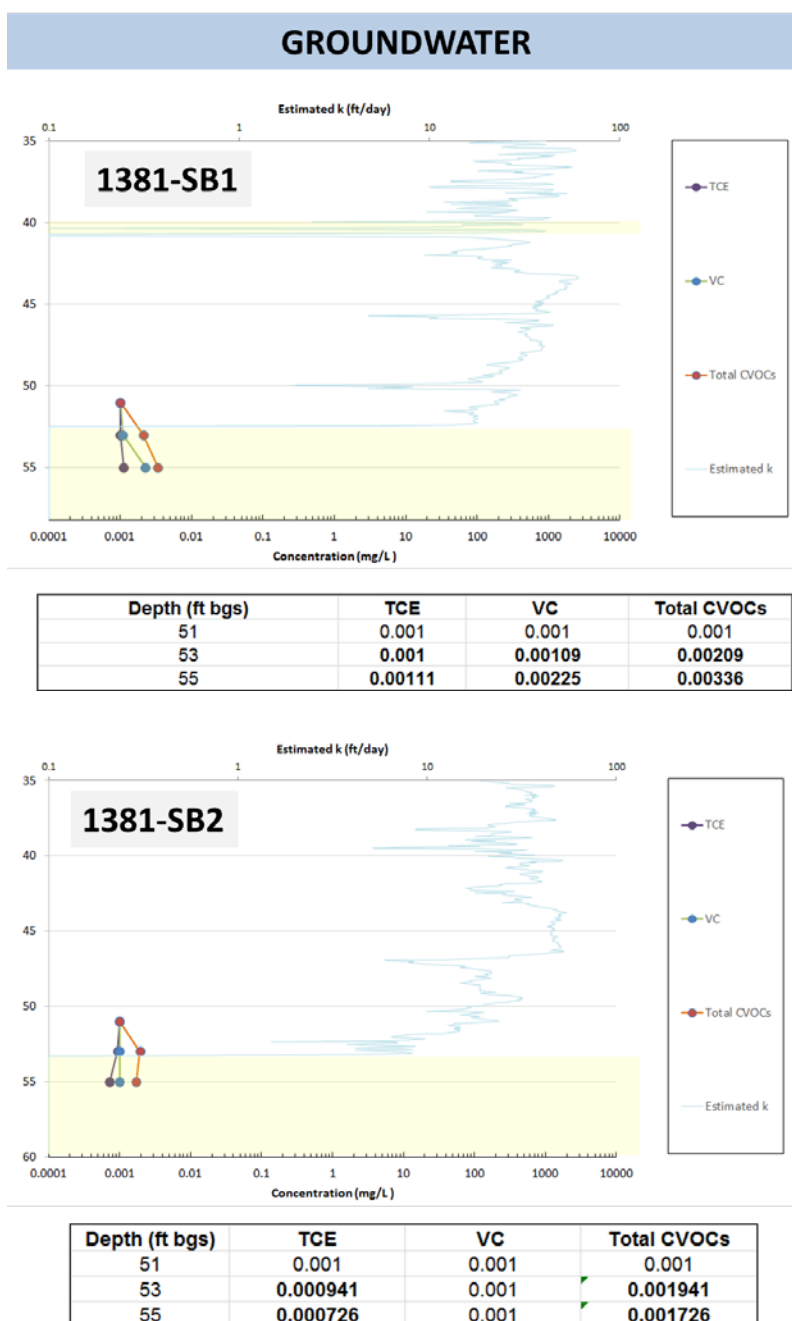 GROUNDWATER
Estimated k (ft/day)
0.1 1 10 100
1381-SB1
35
40
45
50
55
TCE
VC
Total CVOCs
Estimated k
0.0001 0.001 0.01 0.1 1 10 100 1000 10000
Concentration (mg/L )
Depth (ft bgs) TCE VC Total CVOCs
51 0.001 0.001 0.001
53 0.001 0.00109 0.00209
55 0.00111 0.00225 0.00336
Estimated k (ft/day)
0.1 1 10 100
1381-SB2
35
40
45
50
55
60
TCE
VC
Total CVOCs
Estimated k
0.0001 0.001 0.01 0.1 1 10 100 1000 10000
Concentration (mg/L )
Depth (ft bgs) TCE VC Total CVOCs
51 0.001 0.001 0.001
53 0.000941 0.001 0.001941
55 0.000726 0.001 0.001726